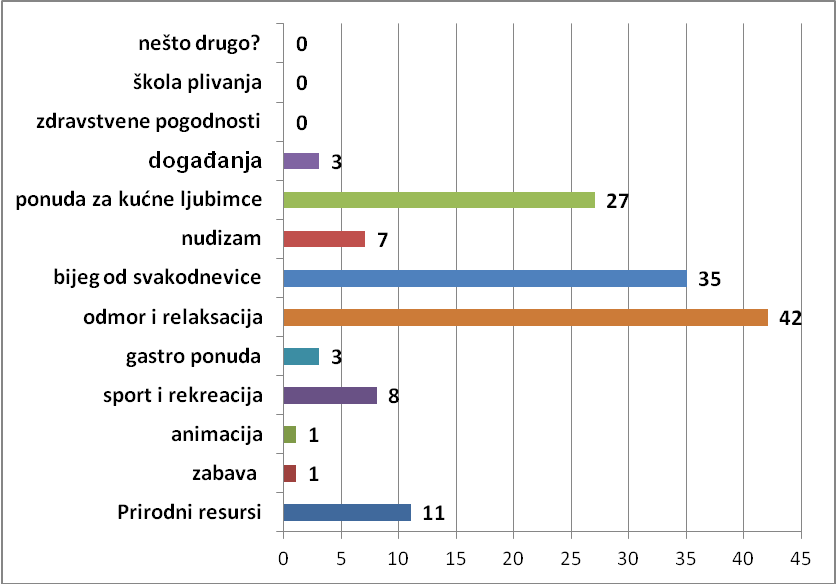 nešto drugo? 0
škola plivanja 0
zdravstvene pogodnosti 0
događanja 3
ponuda za kućne ljubimce 27
nudizam 7
bijeg od svakodnevice 35
odmor i relaksacija 42
gastro ponuda 3
sport i rekreacija 8
animacija 1
zabava 1
Prirodni resursi 11
0 5 10 15 20 25 30 35 40 45